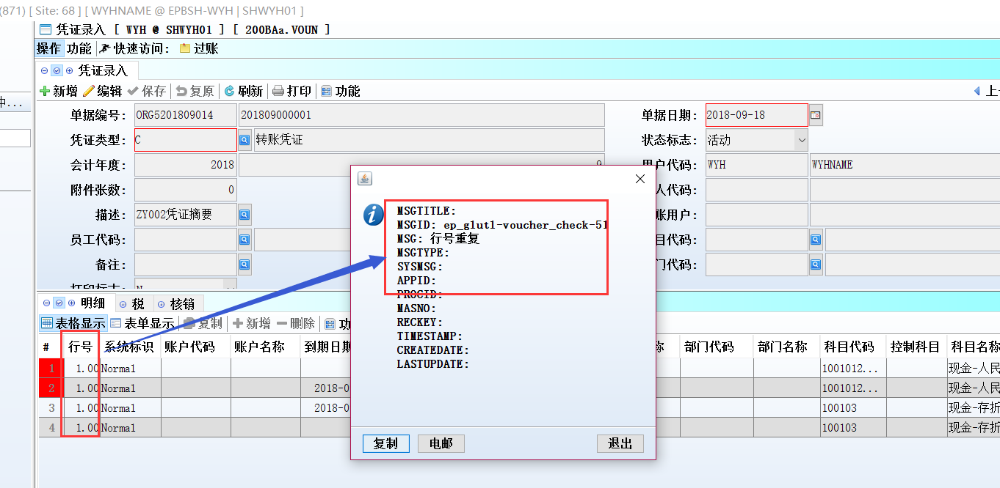 (871) [ Site: 68 ] [ WYHNAME @ EPBSH-WYH | SHWYH01 ]
凭证录入 [ WYH @ SHWYH01 ] [ 200BAa.VOUN ]
操作 功能 快速访问: 过账
凭证录入
新增 编辑 保存 复原 刷新 打印 功能 上
中...
单据编号: ORG5201809014 201809000001 单据日期: 2018-09-18
凭证类型: C 转账凭证 状态标志: 活动
会计年度: 2018 9 用户代码: WYH WYHNAME
附件张数: 0 人代码:
描述: ZY002凭证摘要 账用户:
员工代码: 目代码:
备注: 门代码:
打印标志: N
MSGTITLE:
MSGID: ep_glutl-voucher_check-51
MSG: 行号重复
MSGTYPE:
SYSMSG:
APPID:
PROGID:
MASNO:
RECKEY:
TIMESTAMP:
CREATEDATE:
LASTUPDATE:
复制 电邮 退出
明细 税 核销
表格显示 表单显示 复制 新增 删除 功
# 行号 系统标识 账户代码 账户名称 到期日期 称 部门代码 部门名称 科目代码 控制科目 科目名称
1 1.00 Normal 1001012... 现金-人民
2 1.00 Normal 2018-0 1001012... 现金-人民
3 1.00 Normal 2018-0 100103 现金-存折
4 1.00 Normal 100103 现金-存折